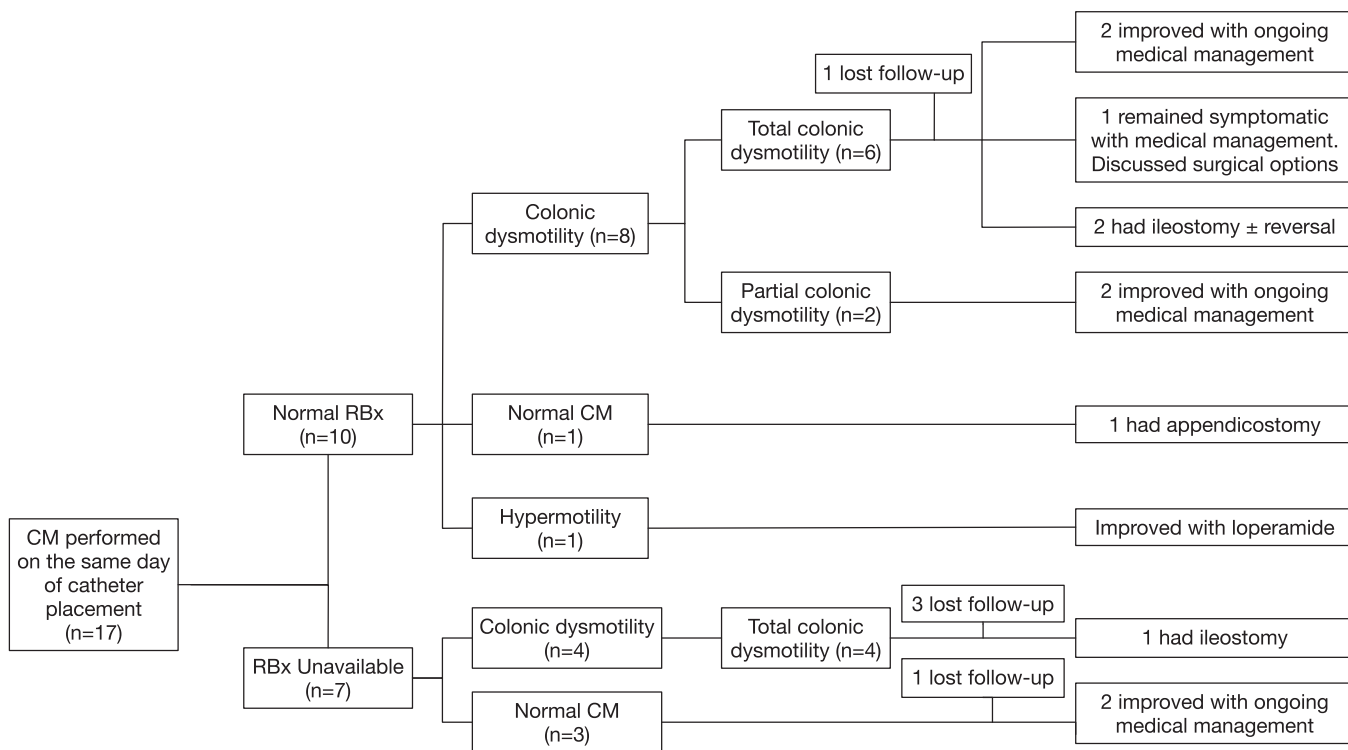 CM performed
on the same day
of catheter
placement
(n=17)
Normal RBx
(n=10)
Colonic
dysmotility (n=8)
Total colonic
dysmotility (n=6)
1 lost follow-up
2 improved with ongoing
medical management
1 remained symptomatic
with medical management.
Discussed surgical options
2 had ileostomy ± reversal
Partial colonic
dysmotility (n=2)
2 improved with ongoing
medical management
Normal CM
(n=1)
1 had appendicostomy
Hypermotility
(n=1)
Improved with loperamide
RBx Unavailable
(n=7)
Colonic dysmotility
(n=4)
Total colonic
dysmotility (n=4)
3 lost follow-up
1 had ileostomy
Normal CM
(n=3)
1 lost follow-up
2 improved with ongoing
medical management